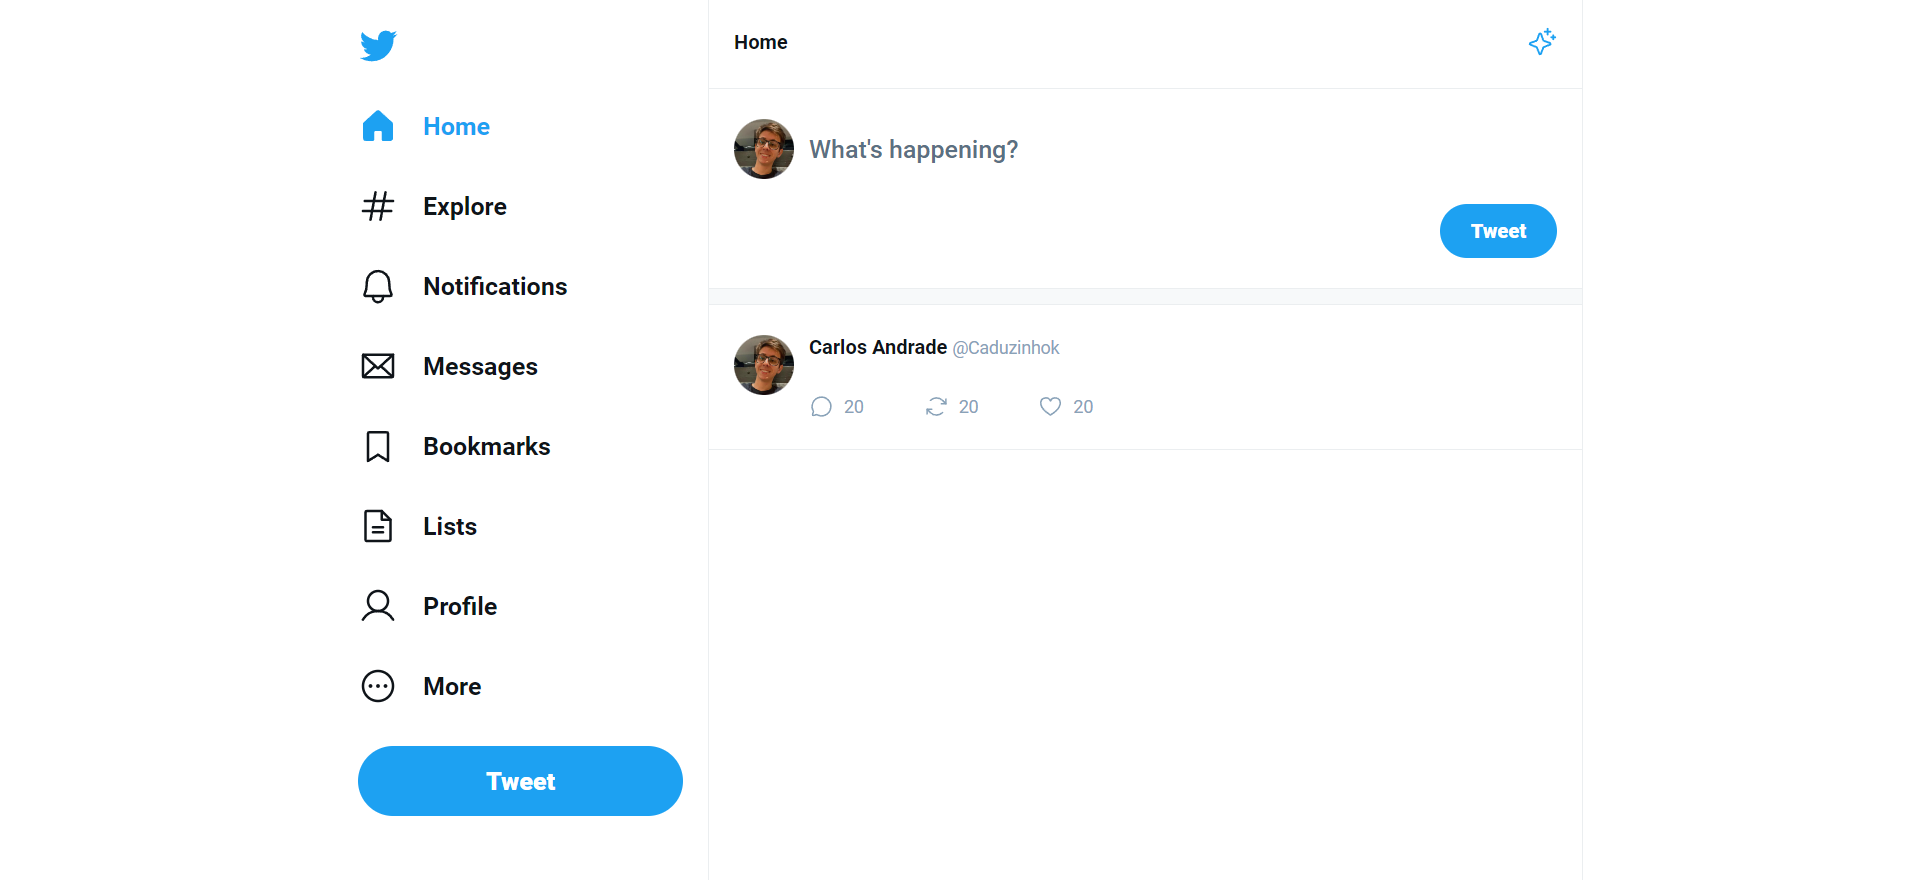 Home
Explore
Notifications
Messages
Bookmarks
Lists
Profile
More
Tweet
Home
What's happening?
Tweet
Carlos Andrade @Caduzinhok
20 20 20